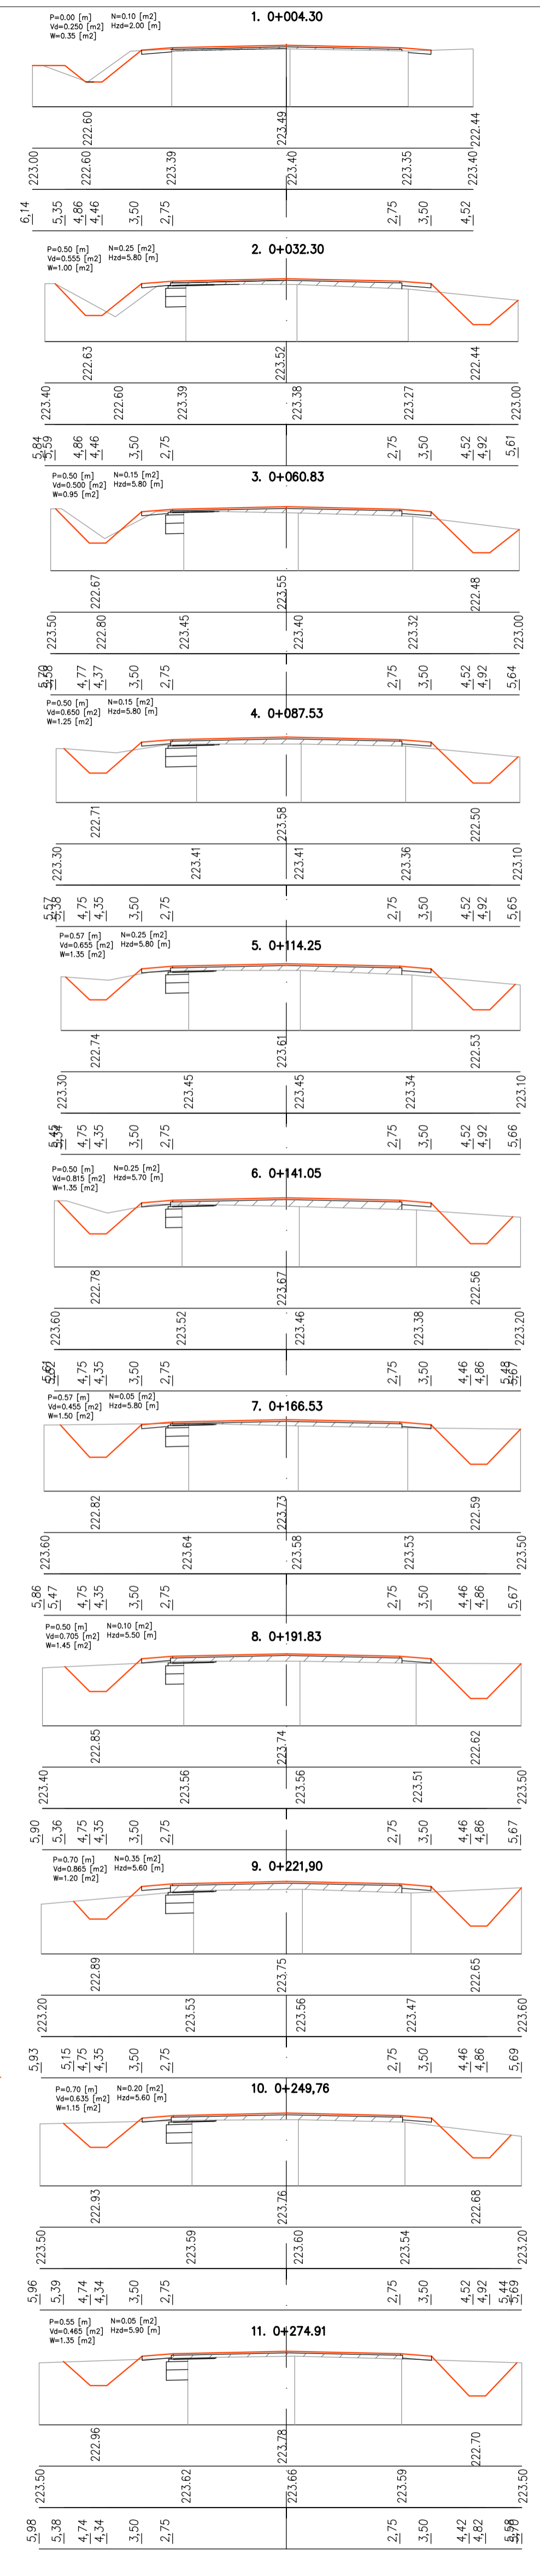 1. 0+004.30
P=0.00 [m] N=0.10 [m2]
Vd=0.250 [m2] Hzd=2.00 [m]
W=0.35 [m2]
222.60 223.49 222.44
223.00 222.60 223.39 223.40 223.35 223.40
6,14 5,35 4,86 4,46 3,50 2,75 2,75 3,50 4,52
2. 0+032.30
P=0.50 [m] N=0.25 [m2]
Vd=0.555 [m2] Hzd=5.80 [m]
W=1.00 [m2]
222.63 223.52 222.44
223.40 222.60 223.39 223.38 223.27 223.00
5,84 5,59 4,86 4,46 3,50 2,75 2,75 3,50 4,52 4,92 5,61
3. 0+060.83
P=0.50 [m] N=0.15 [m2]
Vd=0.500 [m2] Hzd=5.80 [m]
W=0.95 [m2]
222.67 223.55 222.48
223.50 222.80 223.45 223.40 223.32 223.00
4,77 4,37 3,50 2,75 2,75 3,50 4,52 4,92 5,64
4. 0+087.53
P=0.50 [m] N=0.15 [m2]
Vd=0.650 [m2] Hzd=5.80 [m]
W=1.25 [m2]
222.71 223.58 222.50
223.30 223.41 223.41 223.36 223.10
5,57 5,38 4,75 4,35 3,50 2,75 2,75 3,50 4,52 4,92 5,65
5. 0+114.25
P=0.57 [m] N=0.25 [m2]
Vd=0.655 [m2] Hzd=5.80 [m]
W=1.35 [m2]
222.74 223.61 222.53
223.30 223.45 223.45 223.34 223.10
4,75 4,35 3,50 2,75 2,75 3,50 4,52 4,92 5,66
6. 0+141.05
P=0.50 [m] N=0.25 [m2]
Vd=0.815 [m2] Hzd=5.70 [m]
W=1.35 [m2]
222.78 223.67 222.56
223.60 223.52 223.46 223.38 223.20
4,75 4,35 3,50 2,75 2,75 3,50 4,46 4,86 5,48 5,67
7. 0+166.53
P=0.57 [m] N=0.05 [m2]
Vd=0.455 [m2] Hzd=5.80 [m]
W=1.50 [m2]
222.82 223.73 222.59
223.60 223.64 223.58 223.53 223.50
5,86 5,47 4,75 4,35 3,50 2,75 2,75 3,50 4,46 4,86 5,67
8. 0+191.83
P=0.50 [m] N=0.10 [m2]
Vd=0.705 [m2] Hzd=5.50 [m]
W=1.45 [m2]
222.85 223.74 222.62
223.40 223.56 223.56 223.51 223.50
5,90 5,36 4,75 4,35 3,50 2,75 2,75 3,50 4,46 4,86 5,67
9. 0+221,90
P=0.70 [m] N=0.35 [m2]
Vd=0.865 [m2] Hzd=5.60 [m]
W=1.20 [m2]
222.89 223.75 222.65
223.20 223.53 223.56 223.47 223.60
5,93 5,15 4,75 4,35 3,50 2,75 2,75 3,50 4,46 4,86 5,69
10. 0+249,76
P=0.70 [m] N=0.20 [m2]
Vd=0.635 [m2] Hzd=5.60 [m]
W=1.15 [m2]
222.93 223.76 222.68
223.50 223.59 223.60 223.54 223.20
5,96 5,39 4,74 4,34 3,50 2,75 2,75 3,50 4,52 4,92 5,44 5,69
11. 0+274.91
P=0.55 [m] N=0.05 [m2]
Vd=0.465 [m2] Hzd=5.90 [m]
W=1.35 [m2]
222.96 223.78 222.70
223.50 223.62 223.66 223.59 223.50
5,98 5,38 4,74 4,34 3,50 2,75 2,75 3,50 4,42 4,82